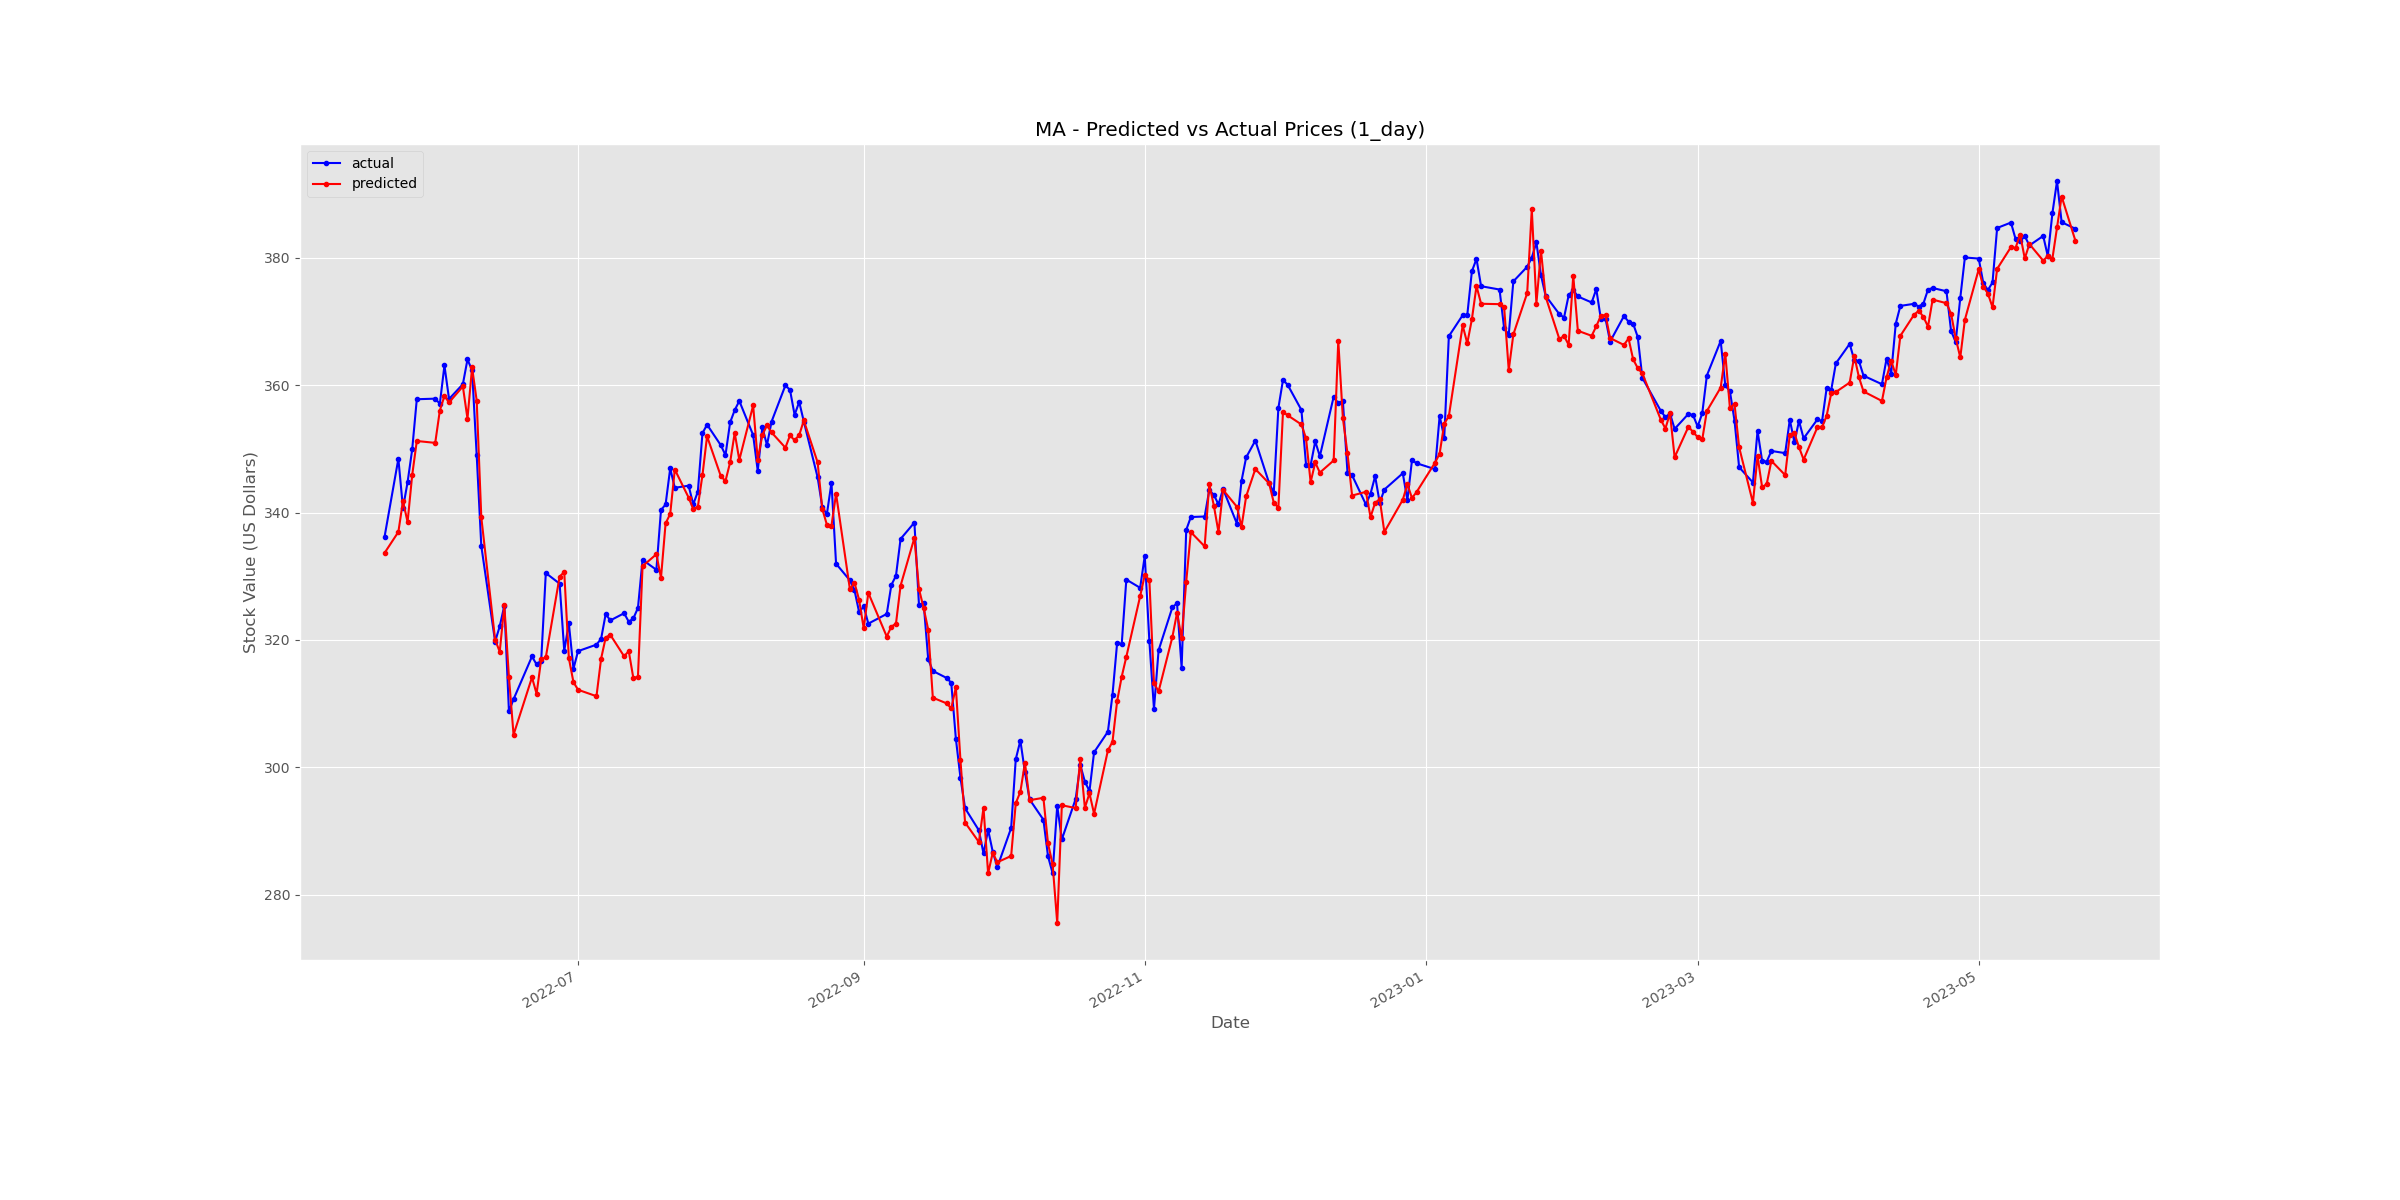 MA - Predicted vs Actual Prices (1_day)
actual
predicted
Stock Value (US Dollars)
380
360
340
320
300
280
2022-07
2022-09
2022-11
2023-01
2023-03
2023-05
Date